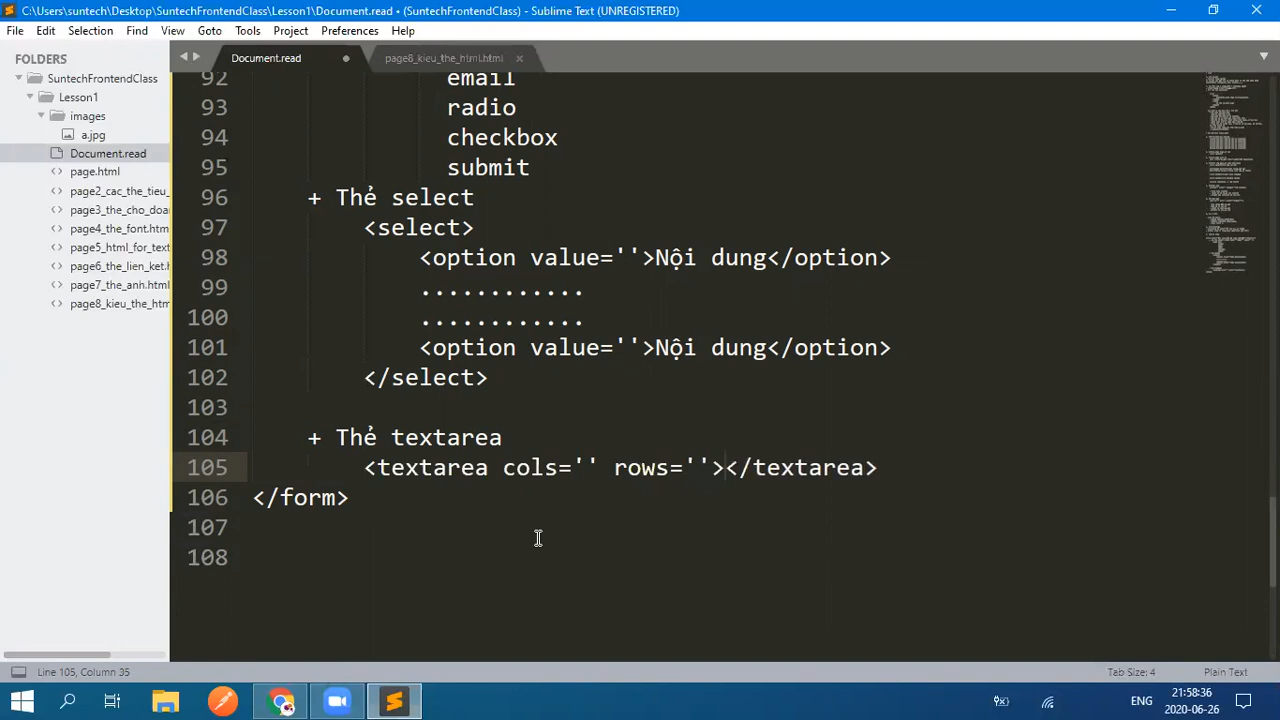 C:\Users\suntech\Desktop\SuntechFrontendClass\Lesson1\Document.read • (SuntechFrontendClass) - Sublime Text (UNREGISTERED)
File Edit Selection Find View Goto Tools Project Preferences Help
FOLDERS
SuntechFrontendClass
Lesson1
images
a.jpg
Document.read
page.html
page2_cac_the_tieu_
page3_the_cho_doa
page4_the_font.htm
page5_html_for_text
page6_the_lien_ket.h
page7_the_anh.html
page8_kieu_the_htm
Document.read
page8_kieu_the_html.html
92 email
93 radio
94 checkbox
95 submit
96 + Thẻ select
97 <select>
98 <option value=''>Nội dung</option>
99 ............
100 ............
101 <option value=''>Nội dung</option>
102 </select>
103
104 + Thẻ textarea
105 <textarea cols='' rows=''></textarea>
106 </form>
107
108
Line 105, Column 35
Tab Size: 4
Plain Text
ENG
21:58:36
2020-06-26